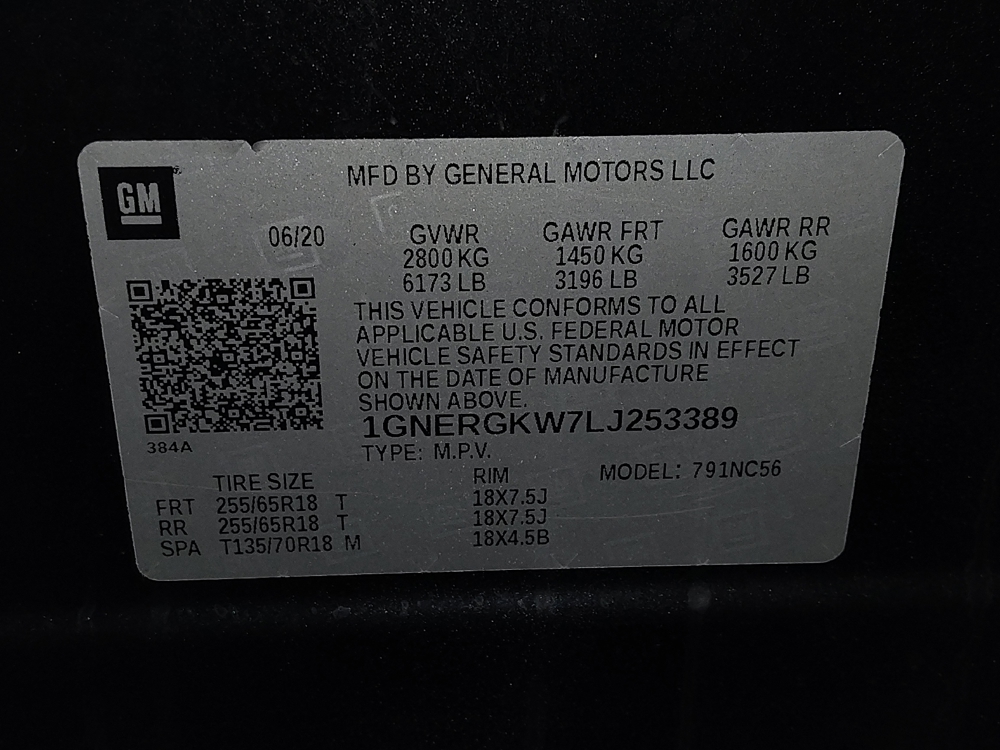 GM
MFD BY GENERAL MOTORS LLC
06/20 GVWR GAWR FRT GAWR RR
2800 KG 1450 KG 1600 KG
6173 LB 3196 LB 3527 LB
THIS VEHICLE CONFORMS TO ALL
APPLICABLE U.S. FEDERAL MOTOR
VEHICLE SAFETY STANDARDS IN EFFECT
ON THE DATE OF MANUFACTURE
SHOWN ABOVE.
1GNERGKW7LJ253389
384A
TYPE: M.P.V.
TIRE SIZE RIM MODEL: 791NC56
FRT 255/65R18 T 18X7.5J
RR 255/65R18 T 18X7.5J
SPA T135/70R18 M 18X4.5B